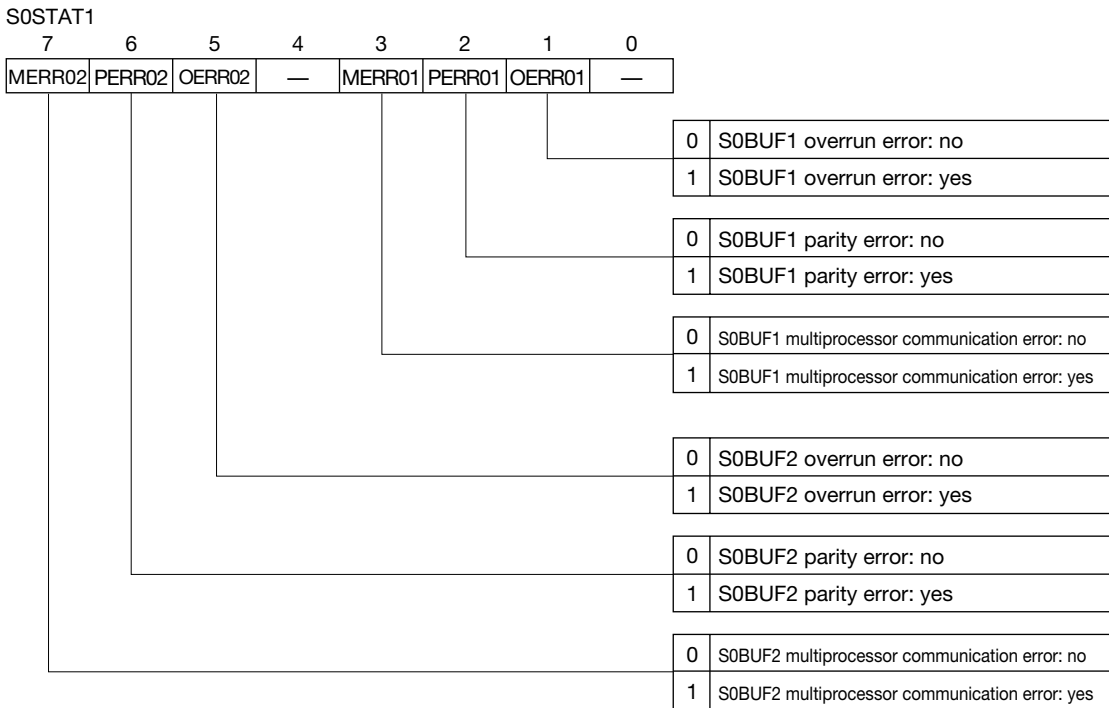 S0STAT1
7 6 5 4 3 2 1 0
MERR02 PERR02 OERR02 — MERR01 PERR01 OERR01 —
0 S0BUF1 overrun error: no
1 S0BUF1 overrun error: yes
0 S0BUF1 parity error: no
1 S0BUF1 parity error: yes
0 S0BUF1 multiprocessor communication error: no
1 S0BUF1 multiprocessor communication error: yes
0 S0BUF2 overrun error: no
1 S0BUF2 overrun error: yes
0 S0BUF2 parity error: no
1 S0BUF2 parity error: yes
0 S0BUF2 multiprocessor communication error: no
1 S0BUF2 multiprocessor communication error: yes